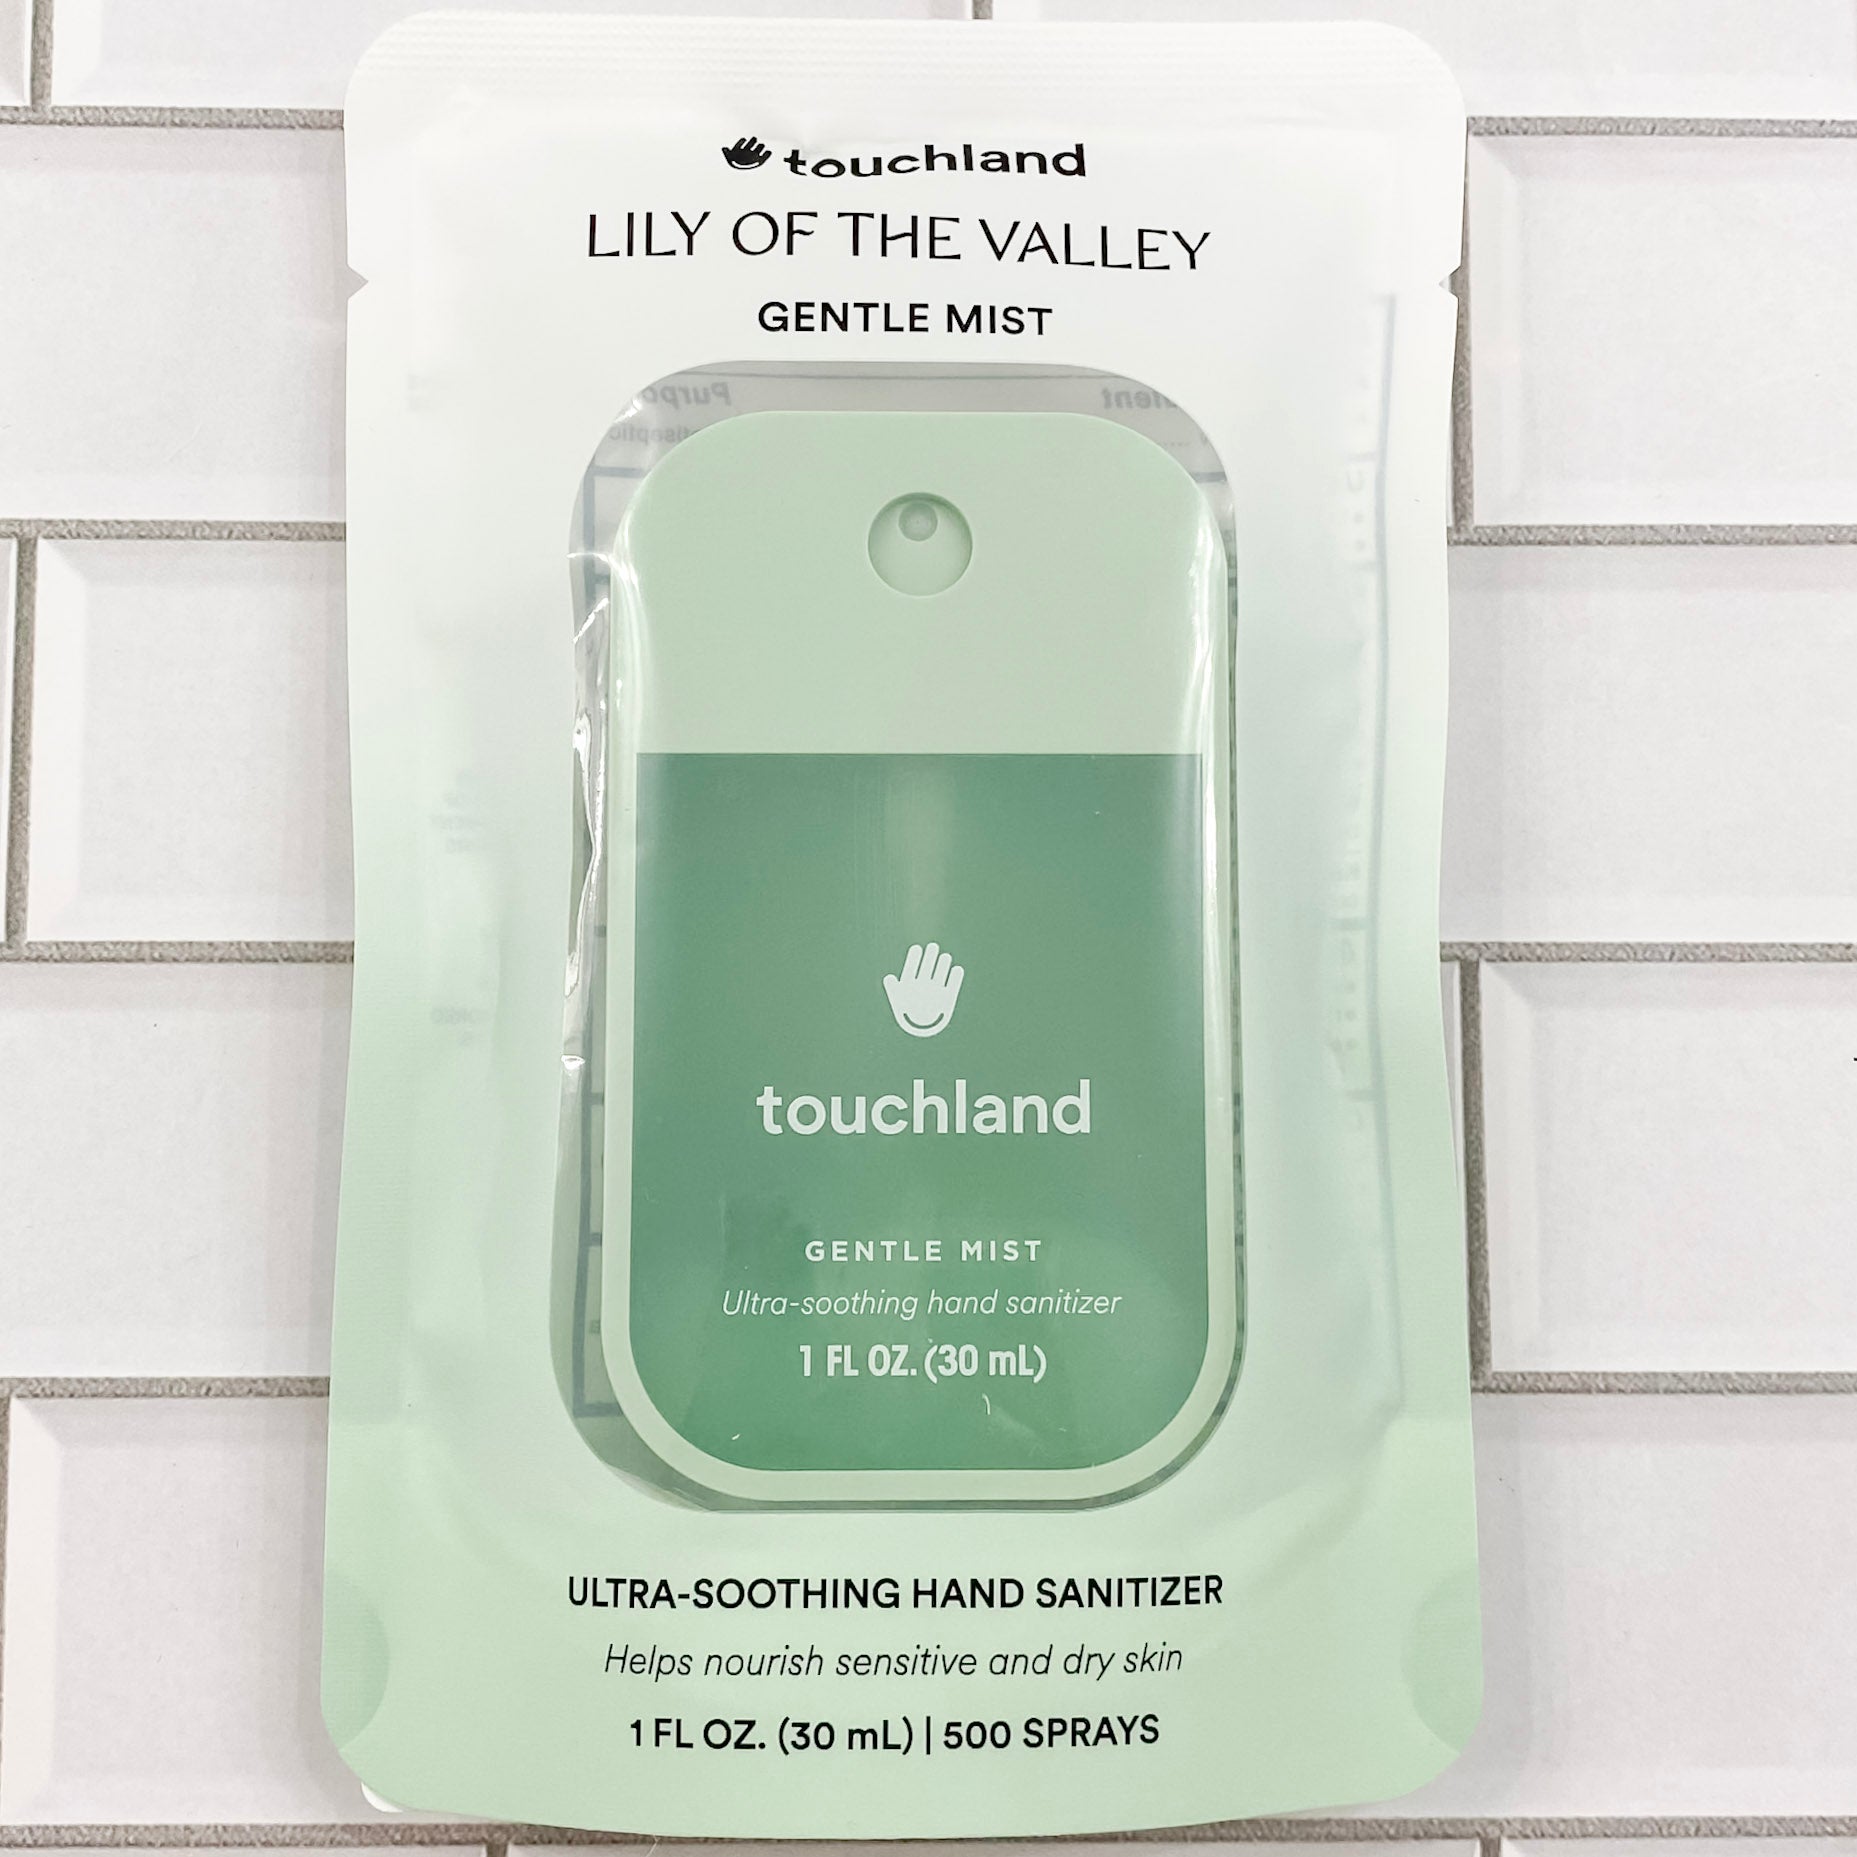 touchland
LILY OF THE VALLEY
GENTLE MIST
touchland
GENTLE MIST
Ultra-soothing hand sanitizer
1 FL OZ. (30 mL)
ULTRA-SOOTHING HAND SANITIZER
Helps nourish sensitive and dry skin
1 FL OZ. (30 mL) | 500 SPRAYS